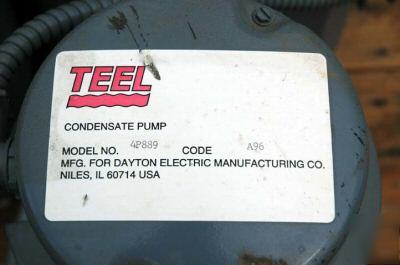 TEEL
CONDENSATE PUMP
MODEL NO. 4P889 CODE A96
MFG. FOR DAYTON ELECTRIC MANUFACTURING CO.
NILES, IL 60714 USA